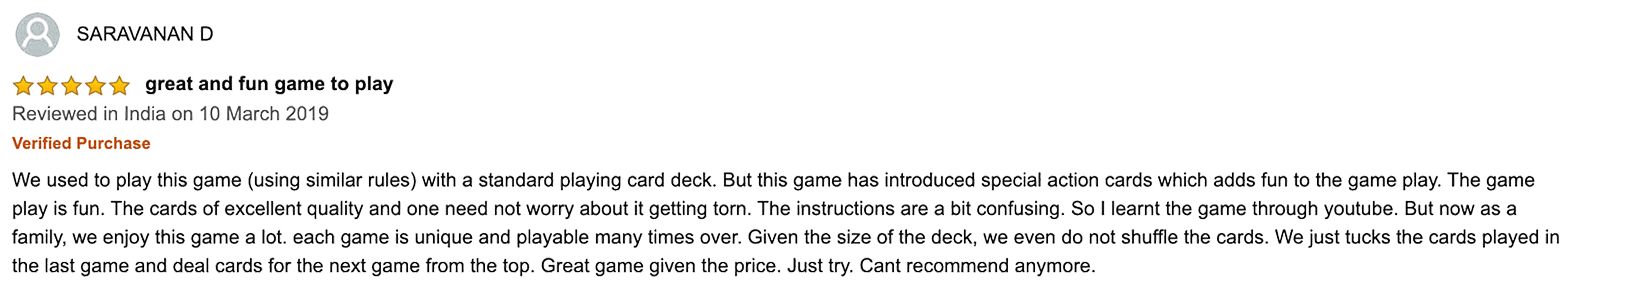 SARAVANAN D
great and fun game to play
Reviewed in India on 10 March 2019
Verified Purchase
We used to play this game (using similar rules) with a standard playing card deck. But this game has introduced special action cards which adds fun to the game play. The game
play is fun. The cards of excellent quality and one need not worry about it getting torn. The instructions are a bit confusing. So I learnt the game through youtube. But now as a
family, we enjoy this game a lot. each game is unique and playable many times over. Given the size of the deck, we even do not shuffle the cards. We just tucks the cards played in
the last game and deal cards for the next game from the top. Great game given the price. Just try. Cant recommend anymore.